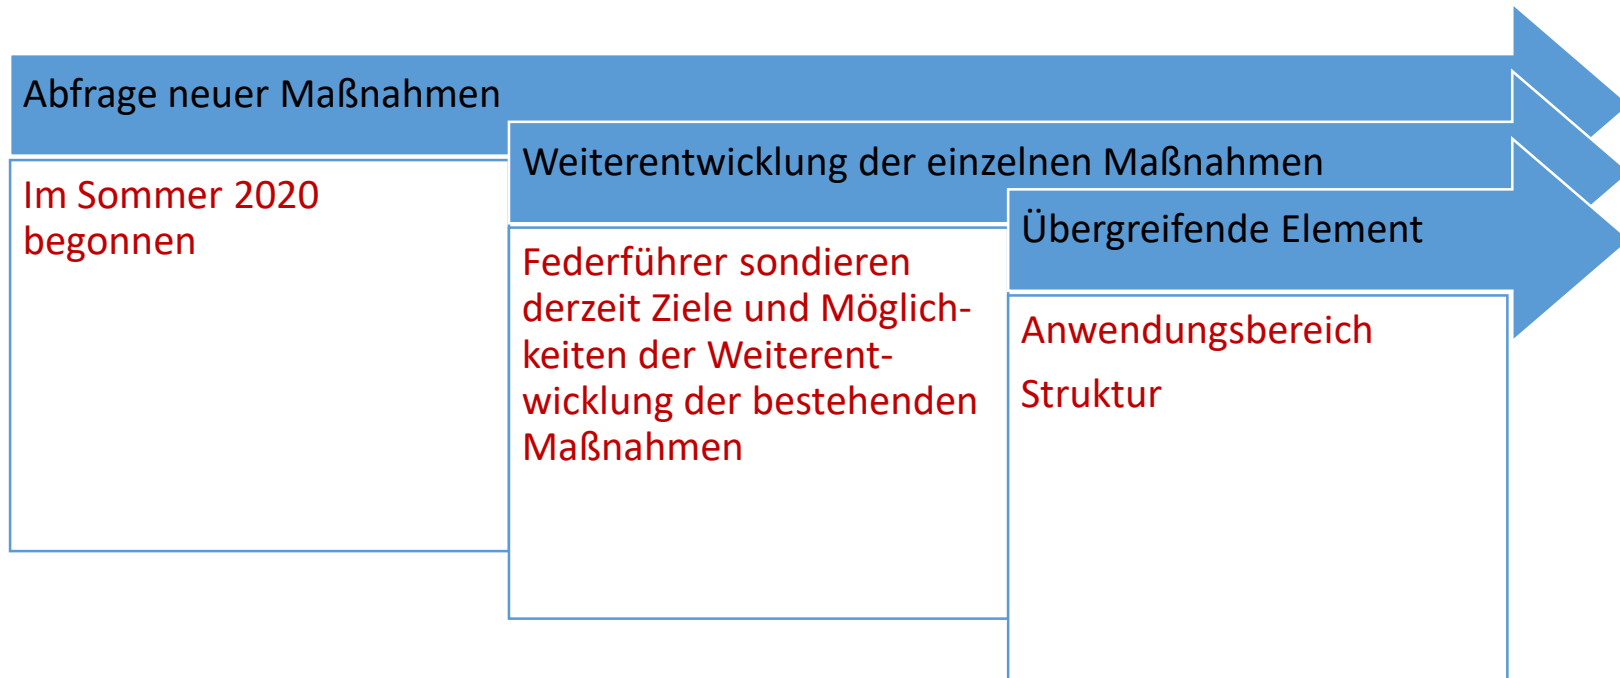 Abfrage neuer Maßnahmen
Im Sommer 2020
begonnen
Weiterentwicklung der einzelnen Maßnahmen
Federführer sondieren
derzeit Ziele und Möglich-
keiten der Weiterent-
wicklung der bestehenden
Maßnahmen
Übergreifende Element
Anwendungsbereich
Struktur